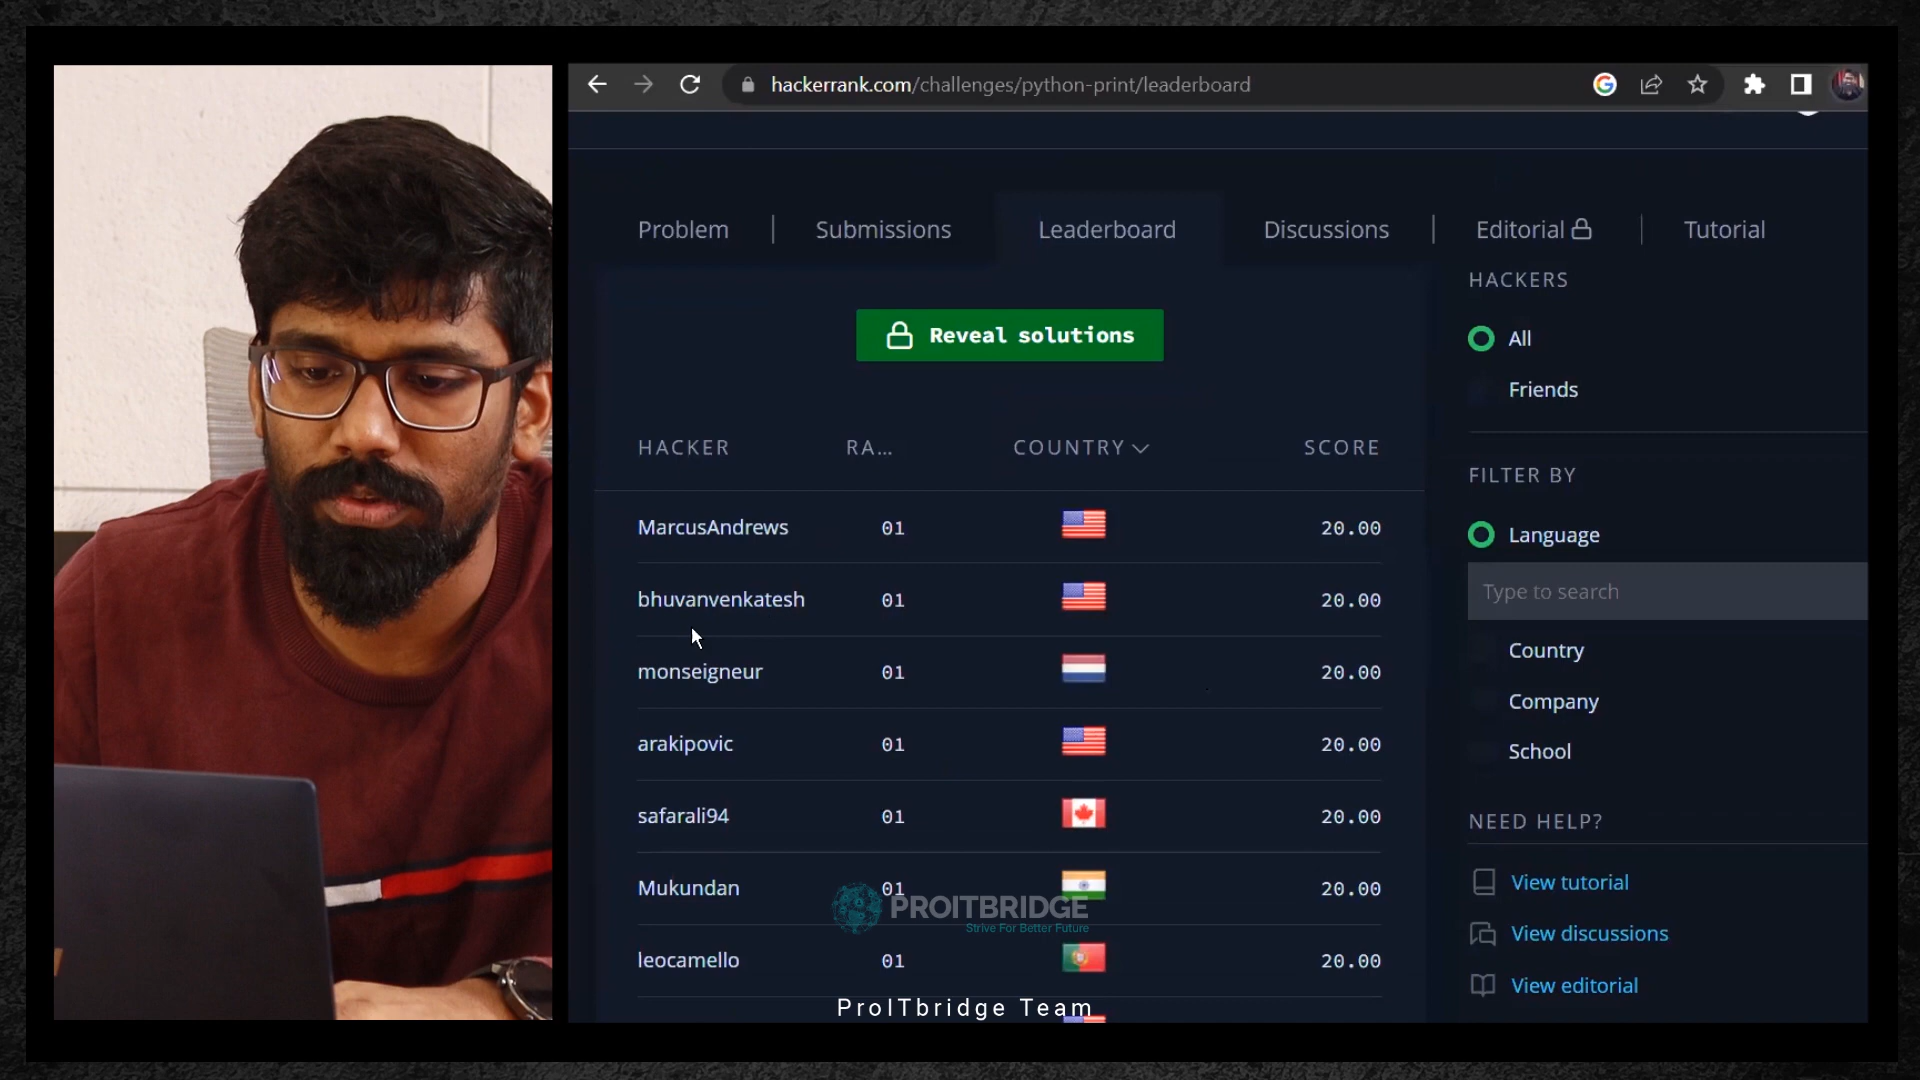 hackerrank.com/challenges/python-print/leaderboard
Problem | Submissions Leaderboard Discussions | Editorial | Tutorial
Reveal solutions
HACKER RA... COUNTRY SCORE
MarcusAndrews 01 20.00
bhuvanvenkatesh 01 20.00
monseigneur 01 20.00
arakipovic 01 20.00
safarali94 01 20.00
Mukundan 01 20.00
leocamello 01 20.00
HACKERS
All
Friends
FILTER BY
Language
Type to search
Country
Company
School
NEED HELP?
View tutorial
View discussions
View editorial
PROITBRIDGE
Strive For Better Future
ProITbridge Team